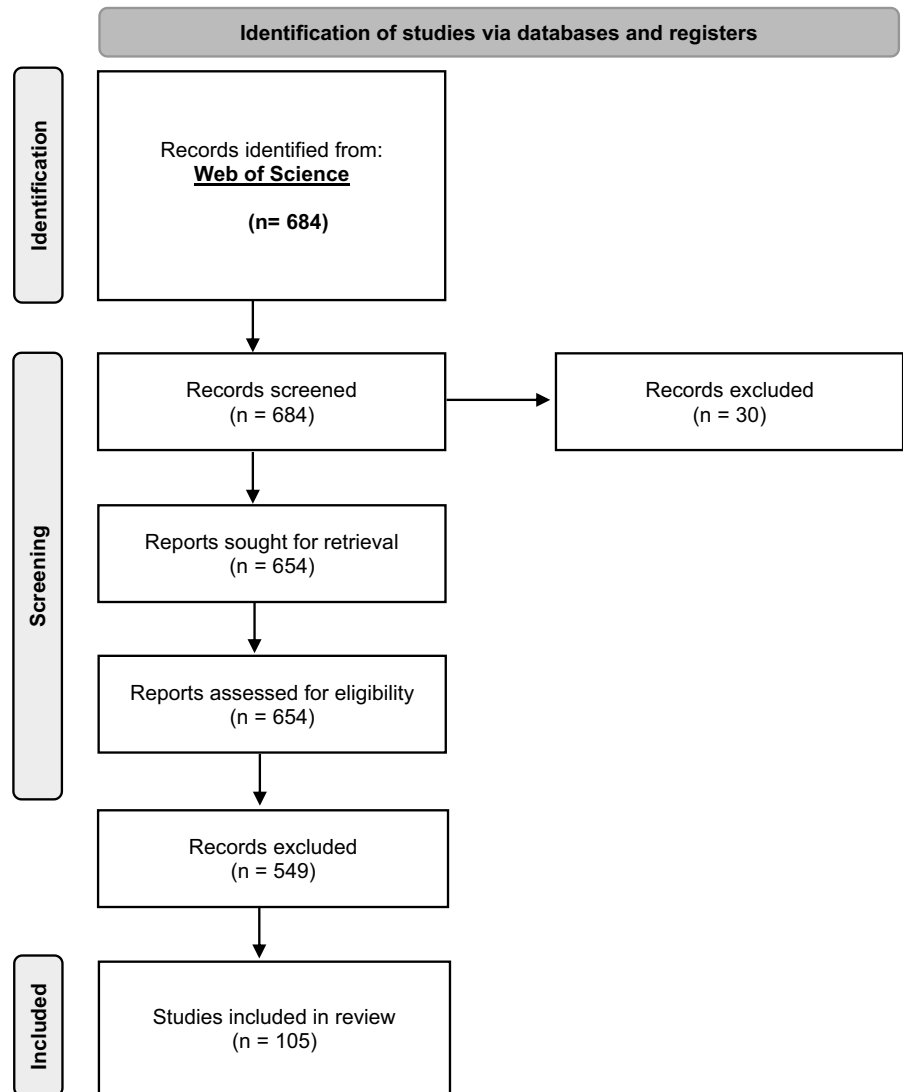 Identification of studies via databases and registers
Identification
Records identified from:
Web of Science
(n= 684)
Screening
Records screened
(n = 684)
Records excluded
(n = 30)
Reports sought for retrieval
(n = 654)
Reports assessed for eligibility
(n = 654)
Records excluded
(n = 549)
Included
Studies included in review
(n = 105)